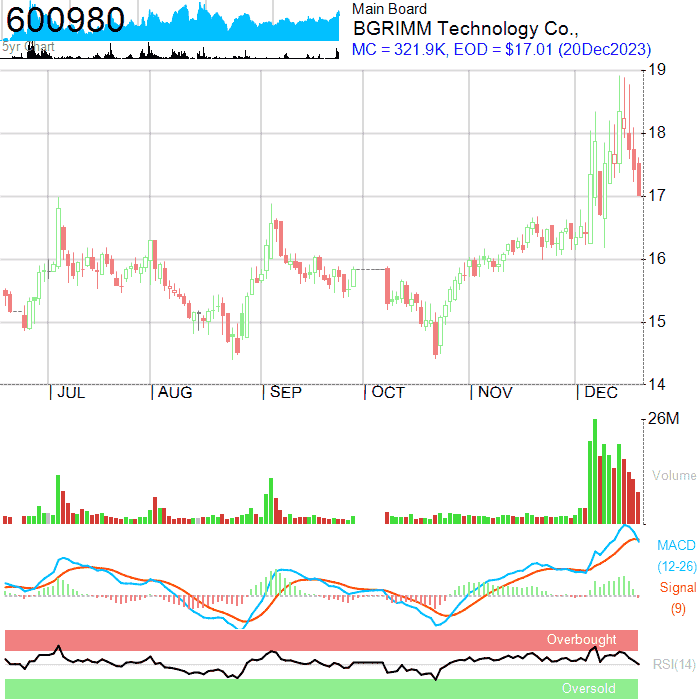 600980
5yr Chart
Main Board
BGRIMM Technology Co.,
MC = 321.9K, EOD = $17.01 (20Dec2023)
19
18
17
16
15
14
JUL AUG SEP OCT NOV DEC
26M
Volume
MACD
(12-26)
Signal
(9)
Overbought
RSI(14)
Oversold